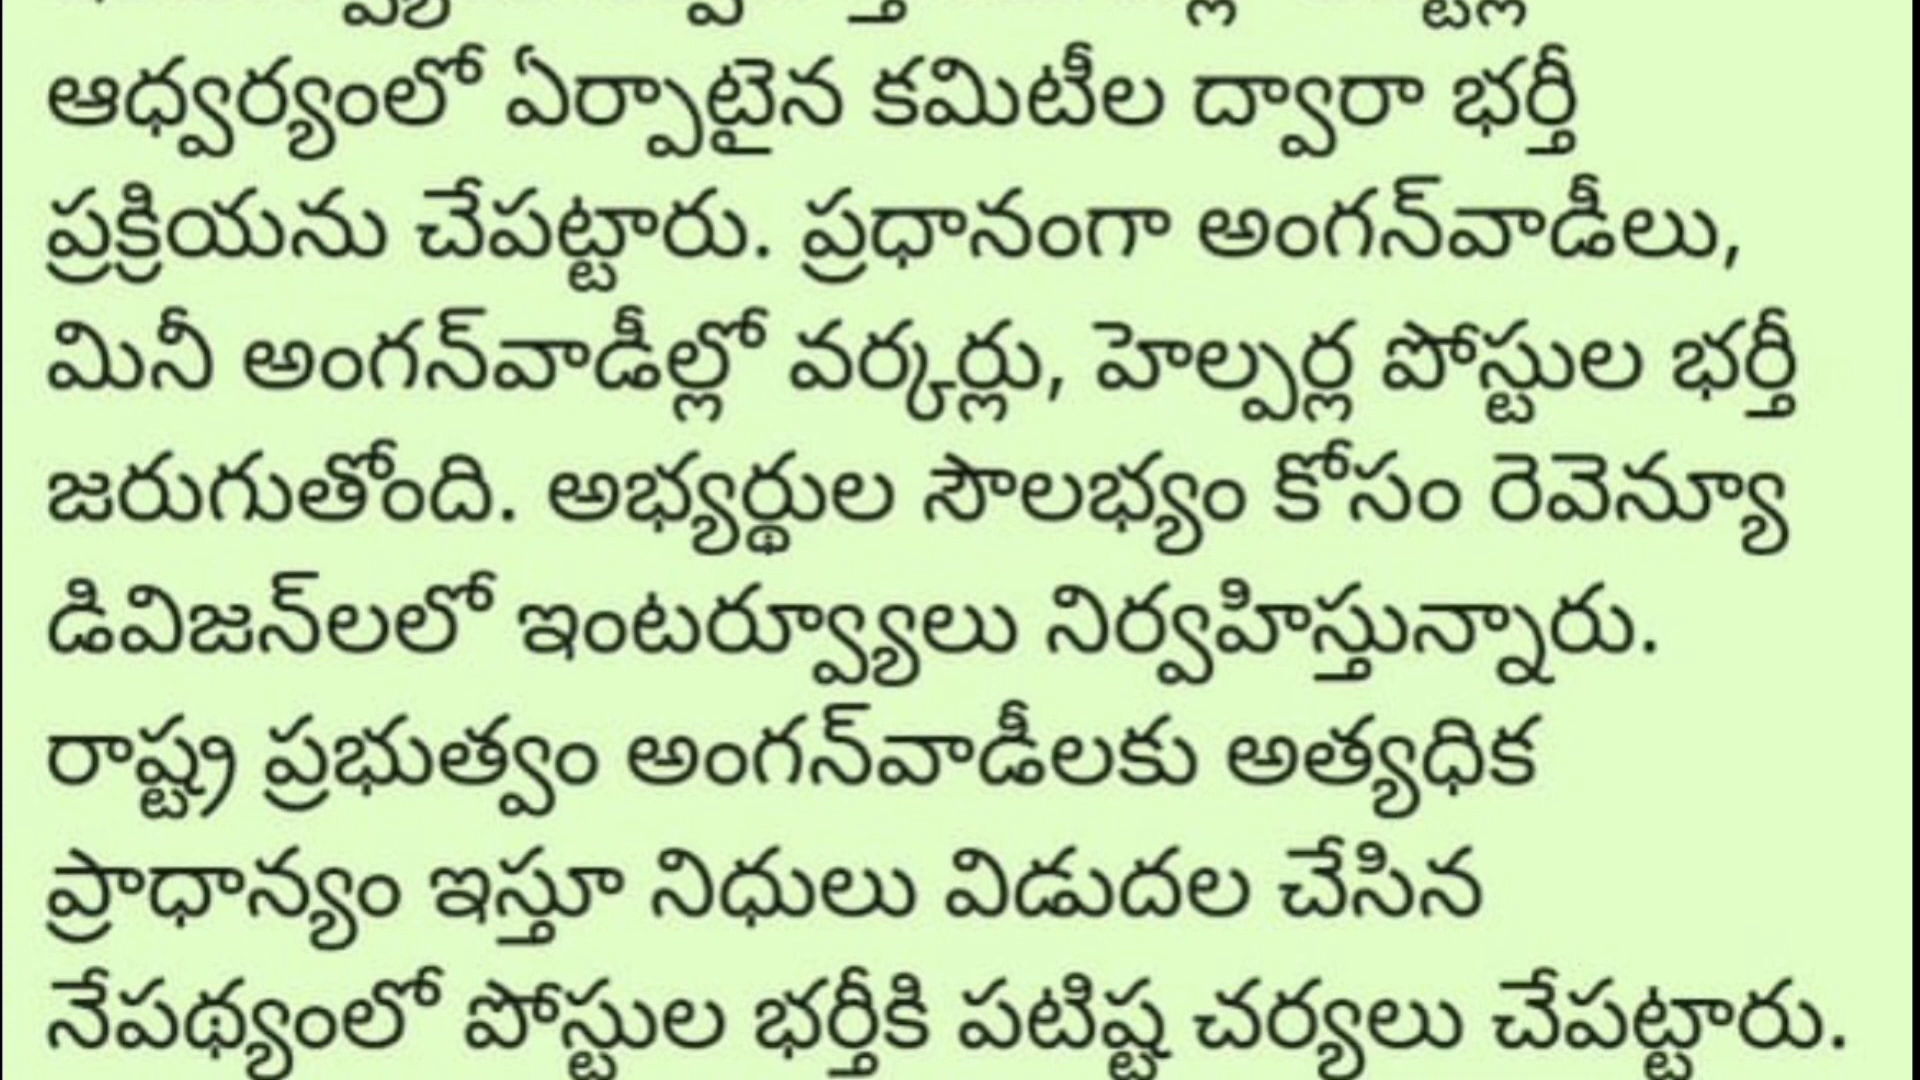 ఆధ్వర్యంలో ఏర్పాటైన కమిటీల ద్వారా భర్తీ
ప్రక్రియను చేపట్టారు. ప్రధానంగా అంగన్‌వాడీలు,
మినీ అంగన్‌వాడీల్లో వర్కర్లు, హెల్పర్ల పోస్టుల భర్తీ
జరుగుతోంది. అభ్యర్థుల సౌలభ్యం కోసం రెవెన్యూ
డివిజన్‌లలో ఇంటర్వ్యూలు నిర్వహిస్తున్నారు.
రాష్ట్ర ప్రభుత్వం అంగన్‌వాడీలకు అత్యధిక
ప్రాధాన్యం ఇస్తూ నిధులు విడుదల చేసిన
నేపథ్యంలో పోస్టుల భర్తీకి పటిష్ట చర్యలు చేపట్టారు.